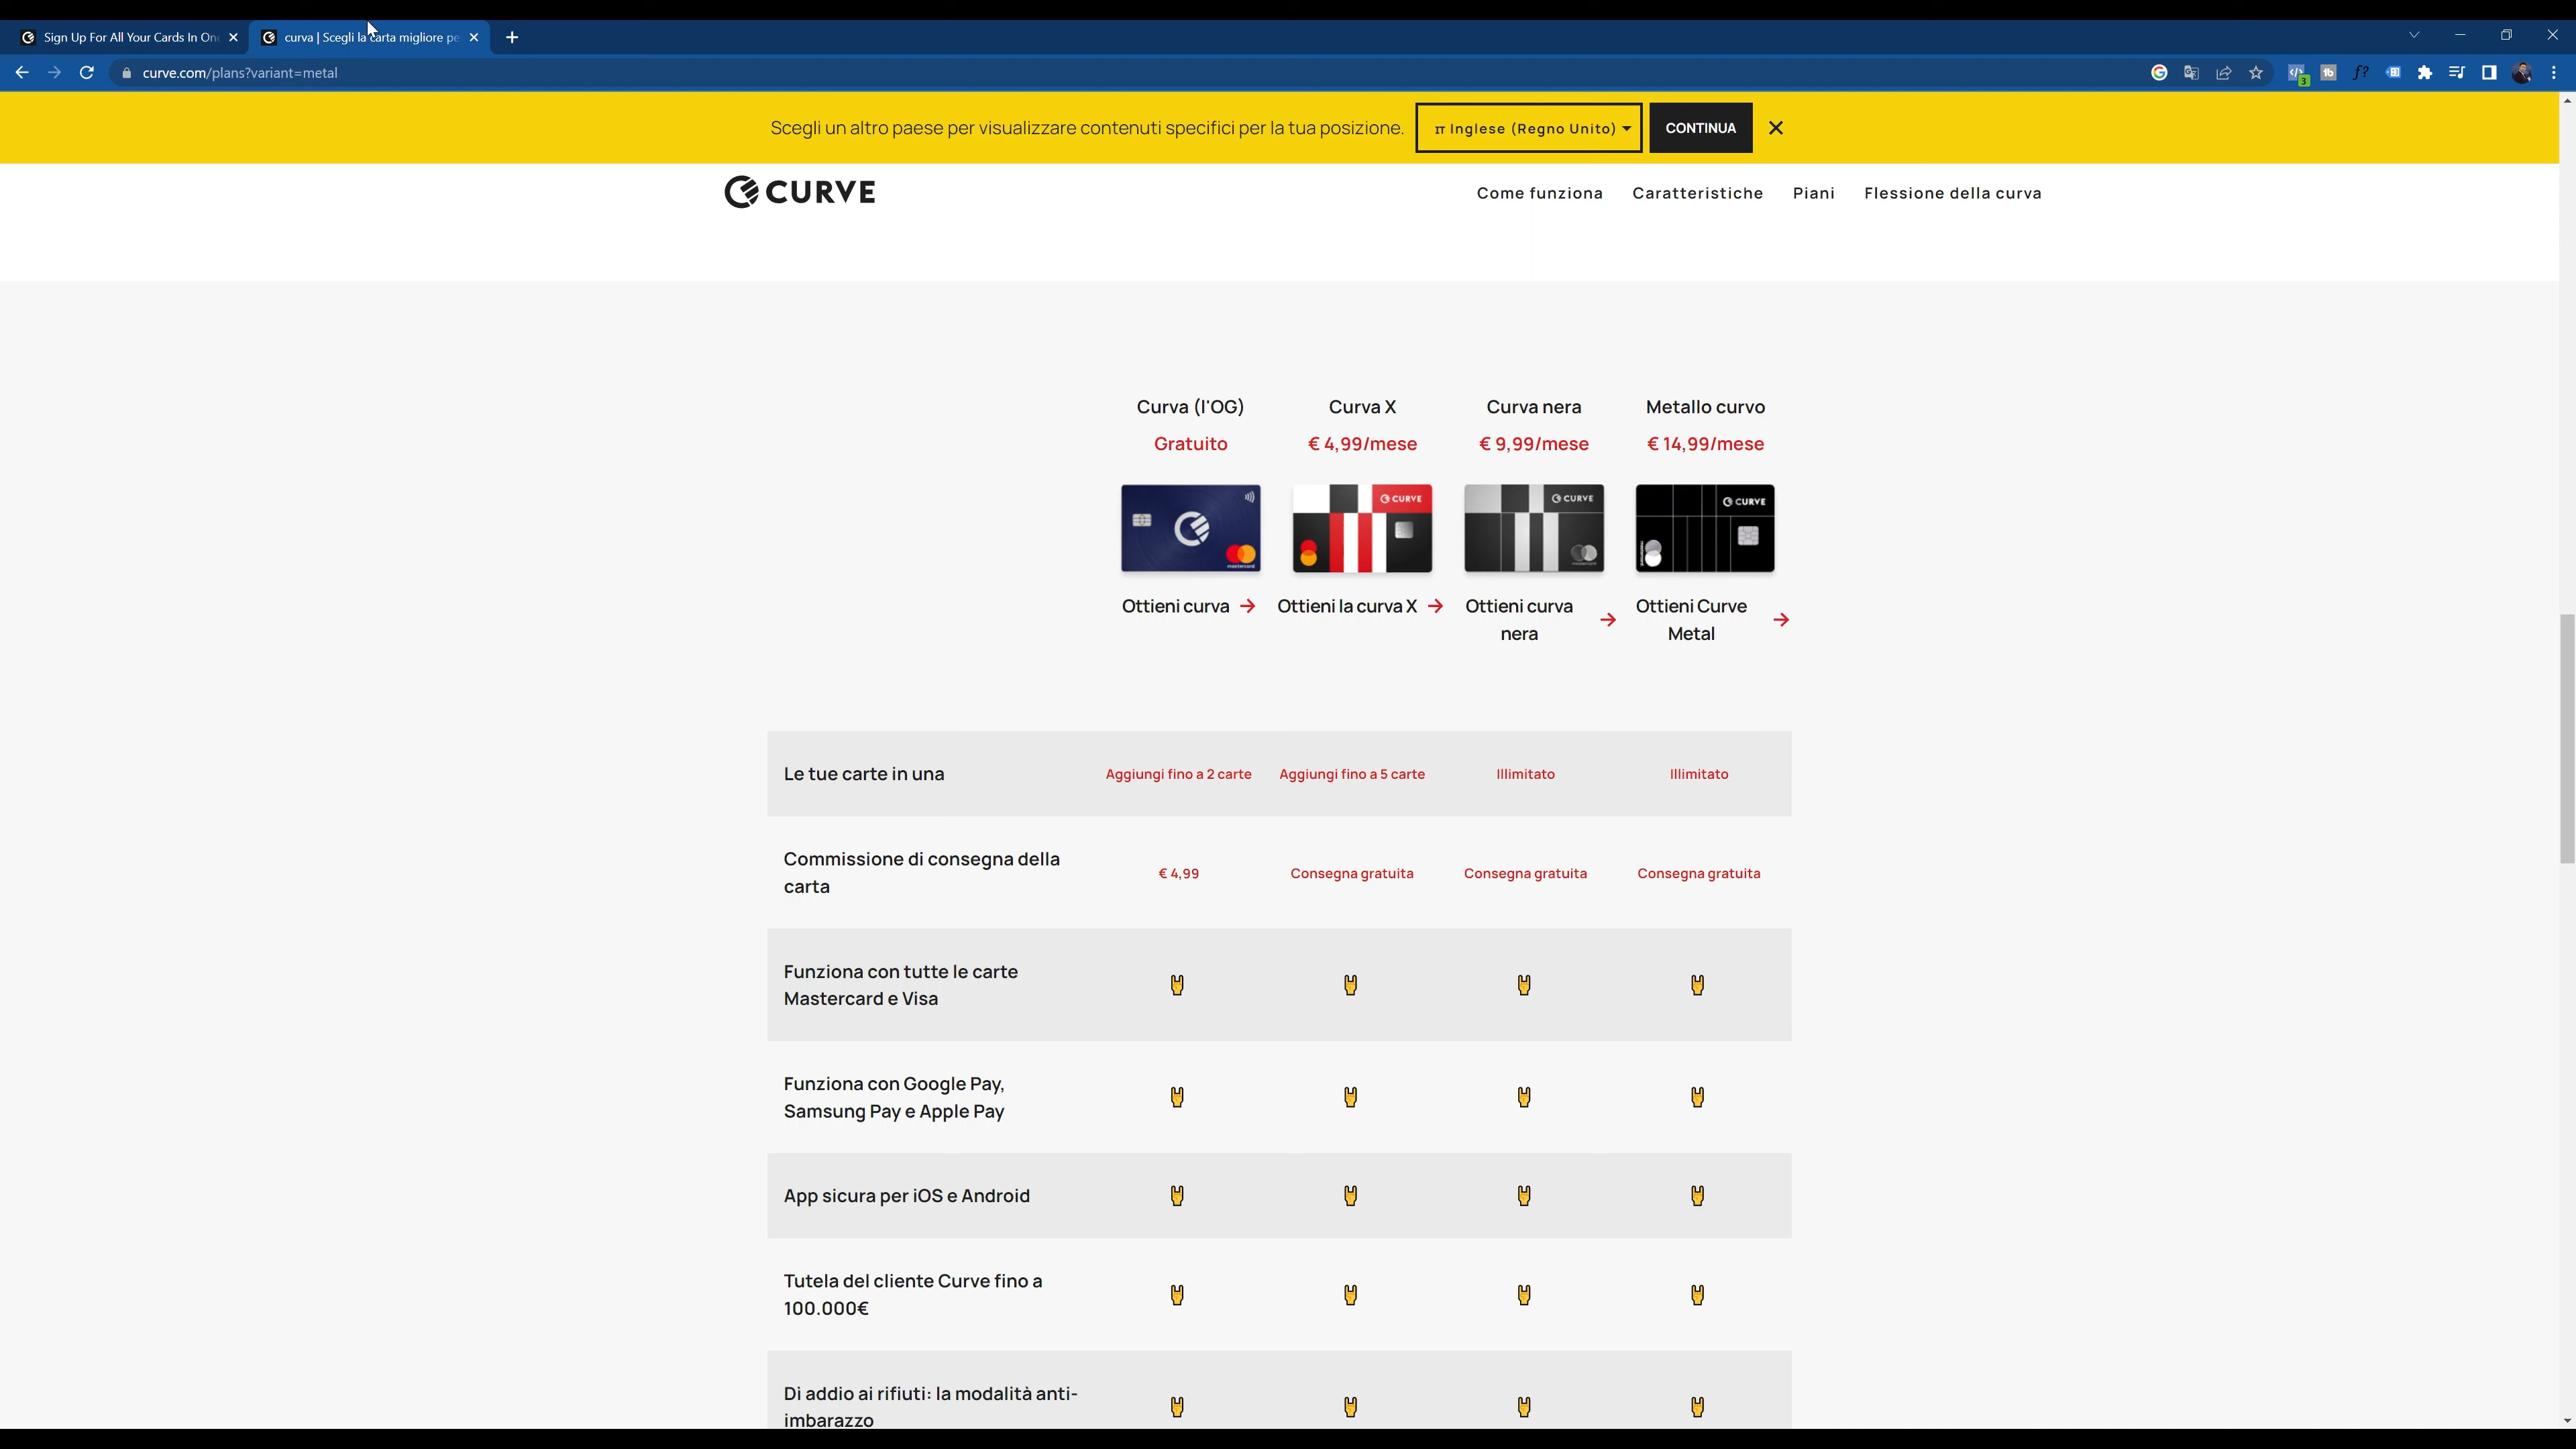 Sign Up For All Your Cards In On
curva | Scegli la carta migliore pe
curve.com/plans?variant=metal
3
Scegli un altro paese per visualizzare contenuti specifici per la tua posizione.
IT Inglese (Regno Unito)
CONTINUA
CURVE
Come funziona Caratteristiche Piani Flessione della curva
Curva (l'OG) Curva X Curva nera Metallo curvo
Gratuito € 4,99/mese € 9,99/mese € 14,99/mese
CURVE CURVE CURVE
mastercard mastercard mastercard
Ottieni curva → Ottieni la curva X → Ottieni curva
nera → Ottieni Curve
Metal →
Le tue carte in una Aggiungi fino a 2 carte Aggiungi fino a 5 carte Illimitato Illimitato
Commissione di consegna della
carta € 4,99 Consegna gratuita Consegna gratuita Consegna gratuita
Funziona con tutte le carte
Mastercard e Visa
Funziona con Google Pay,
Samsung Pay e Apple Pay
App sicura per iOS e Android
Tutela del cliente Curve fino a
100.000€
Di addio ai rifiuti: la modalità anti-
imbarazzo